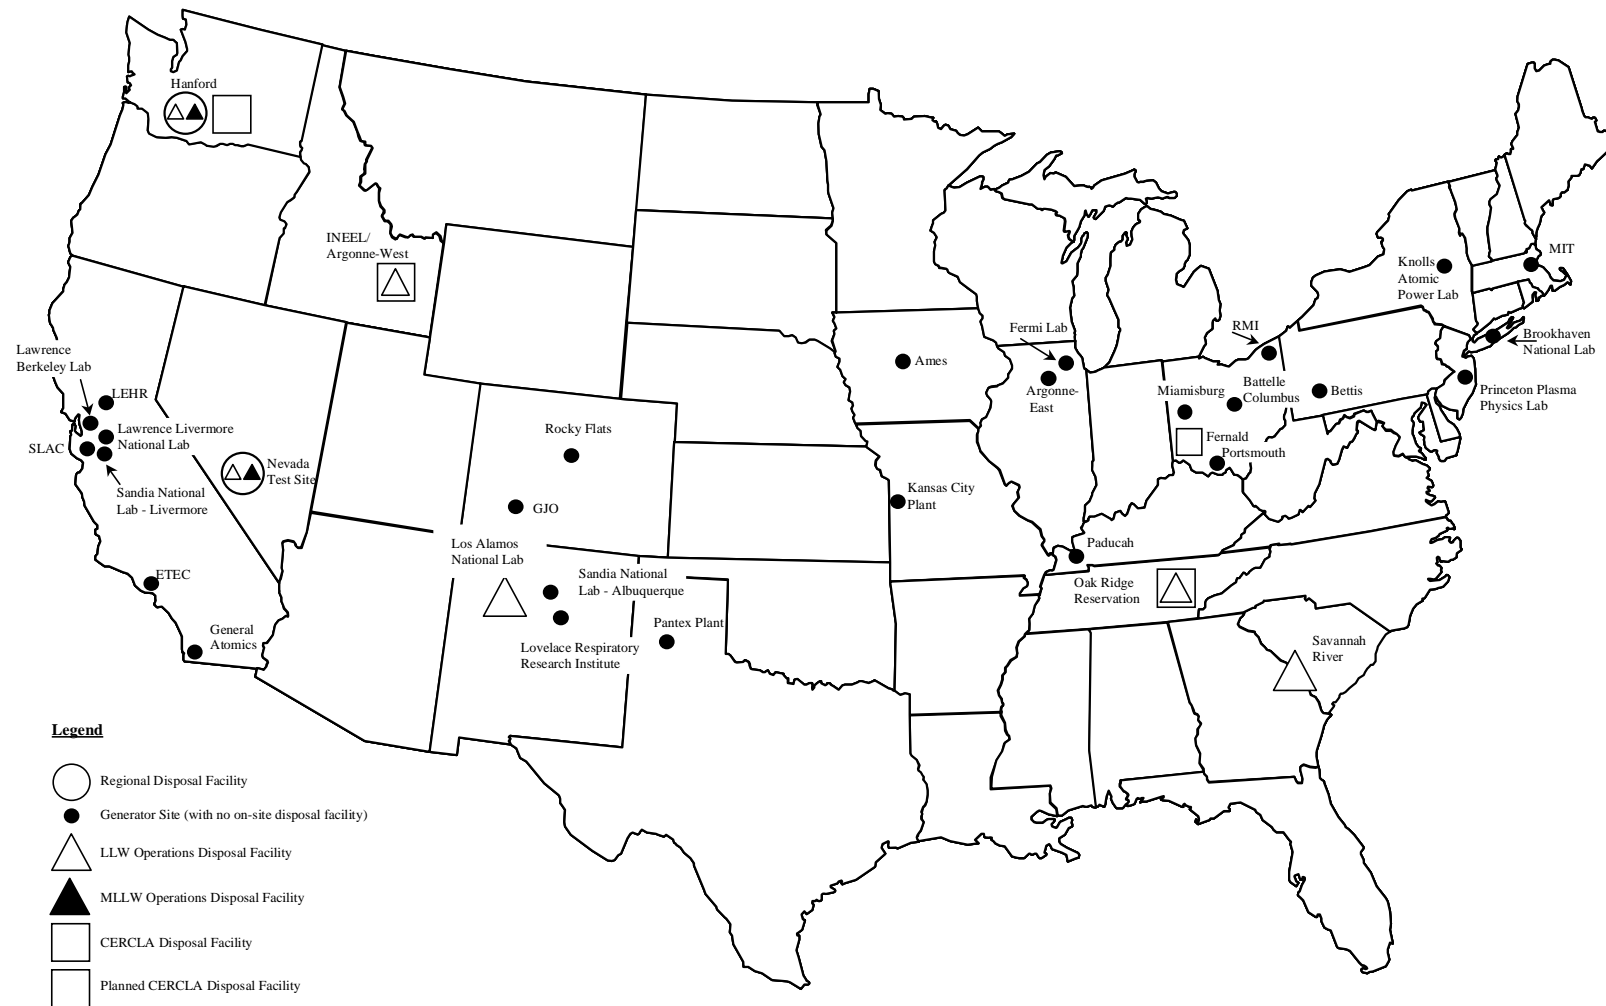 Hanford
INEEL/
Argonne-West
Lawrence
Berkeley Lab
LEHR
Lawrence Livermore
National Lab
SLAC
Sandia National
Lab - Livermore
Nevada
Test Site
ETEC
General
Atomics
Rocky Flats
GJO
Los Alamos
National Lab
Sandia National
Lab - Albuquerque
Lovelace Respiratory
Research Institute
Pantex Plant
Ames
Kansas City
Plant
Fermi Lab
Argonne-
East
Paducah
Oak Ridge
Reservation
Savannah
River
RMI
Miamisburg
Battelle
Columbus
Fernald
Portsmouth
Bettis
Knolls
Atomic
Power Lab
MIT
Brookhaven
National Lab
Princeton Plasma
Physics Lab
Legend
Regional Disposal Facility
Generator Site (with no on-site disposal facility)
LLW Operations Disposal Facility
MLLW Operations Disposal Facility
CERCLA Disposal Facility
Planned CERCLA Disposal Facility